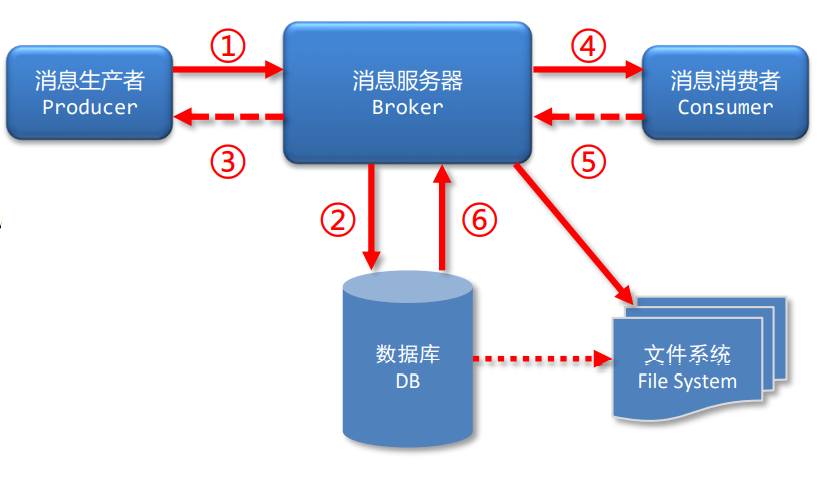 ①
④
消息生产者
Producer
消息服务器
Broker
消息消费者
Consumer
③
⑤
②
⑥
数据库
DB
文件系统
File System